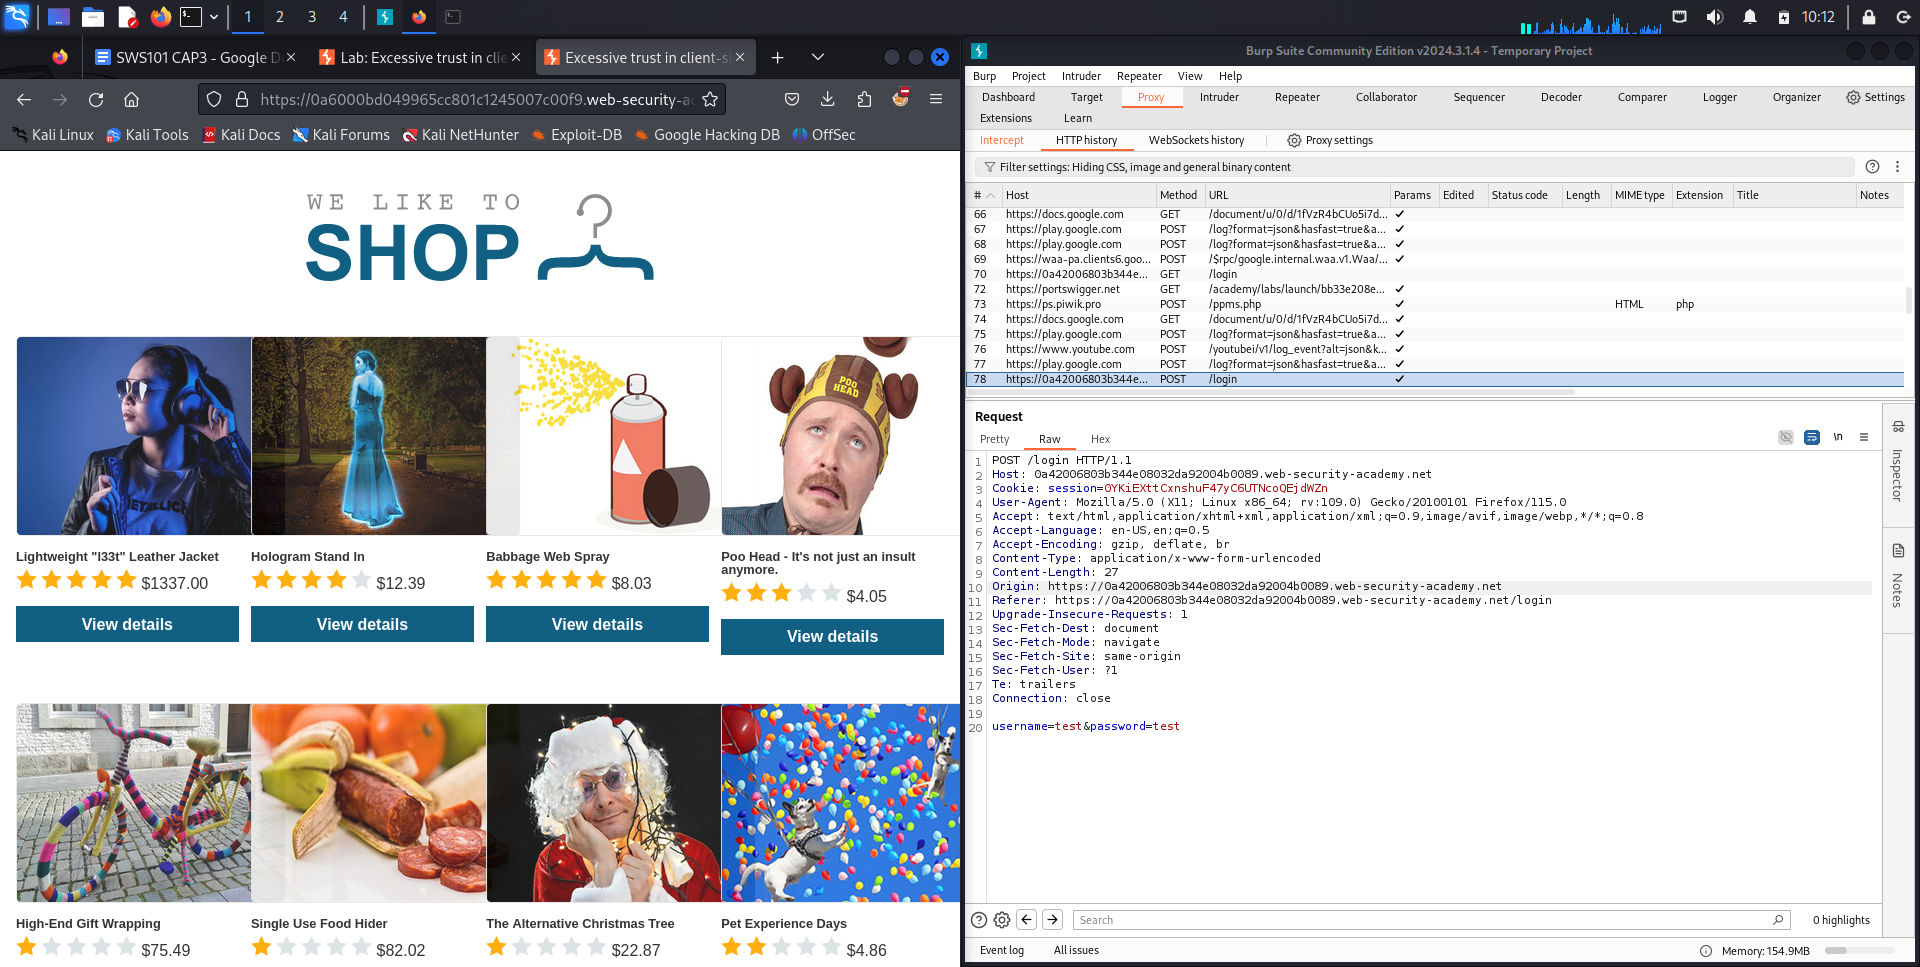 1 2 3 4
10:12
SWS101 CAP3 - Google D
Lab: Excessive trust in clie
Excessive trust in client-s
https://0a6000bd049965cc801c1245007c00f9.web-security-ac
Kali Linux Kali Tools Kali Docs Kali Forums Kali NetHunter Exploit-DB Google Hacking DB OffSec
WE LIKE TO
SHOP
METALLICA
POO
HEAD
Lightweight "l33t" Leather Jacket
$1337.00
View details
Hologram Stand In
$12.39
View details
Babbage Web Spray
$8.03
View details
Poo Head - It's not just an insult
anymore.
$4.05
View details
High-End Gift Wrapping
$75.49
Single Use Food Hider
$82.02
The Alternative Christmas Tree
$22.87
Pet Experience Days
$4.86
Burp Suite Community Edition v2024.3.1.4 - Temporary Project
Burp Project Intruder Repeater View Help
Dashboard Target Proxy Intruder Repeater Collaborator Sequencer Decoder Comparer Logger Organizer Settings
Extensions Learn
Intercept HTTP history WebSockets history Proxy settings
Filter settings: Hiding CSS, image and general binary content
# Host Method URL Params Edited Status code Length MIME type Extension Title Notes
66 https://docs.google.com GET /document/u/0/d/1fVzR4bCUo5i7d... ✓
67 https://play.google.com POST /log?format=json&hasfast=true&a... ✓
68 https://play.google.com POST /log?format=json&hasfast=true&a... ✓
69 https://waa-pa.clients6.goo... POST /$rpc/google.internal.waa.v1.Waa/... ✓
70 https://0a42006803b344e... GET /login
72 https://portswigger.net GET /academy/labs/launch/bb33e208e... ✓
73 https://ps.piwik.pro POST /ppms.php ✓ HTML php
74 https://docs.google.com GET /document/u/0/d/1fVzR4bCUo5i7d... ✓
75 https://play.google.com POST /log?format=json&hasfast=true&a... ✓
76 https://www.youtube.com POST /youtubei/v1/log_event?alt=json&k... ✓
77 https://play.google.com POST /log?format=json&hasfast=true&a... ✓
78 https://0a42006803b344e... POST /login ✓
Request
Pretty Raw Hex
\n
1 POST /login HTTP/1.1
2 Host: 0a42006803b344e08032da92004b0089.web-security-academy.net
3 Cookie: session=0YKiEXttCxnshuF47yC6UTNcoQEjdWZn
4 User-Agent: Mozilla/5.0 (X11; Linux x86_64; rv:109.0) Gecko/20100101 Firefox/115.0
5 Accept: text/html,application/xhtml+xml,application/xml;q=0.9,image/avif,image/webp,*/*;q=0.8
6 Accept-Language: en-US,en;q=0.5
7 Accept-Encoding: gzip, deflate, br
8 Content-Type: application/x-www-form-urlencoded
9 Content-Length: 27
10 Origin: https://0a42006803b344e08032da92004b0089.web-security-academy.net
11 Referer: https://0a42006803b344e08032da92004b0089.web-security-academy.net/login
12 Upgrade-Insecure-Requests: 1
13 Sec-Fetch-Dest: document
14 Sec-Fetch-Mode: navigate
15 Sec-Fetch-Site: same-origin
16 Sec-Fetch-User: ?1
17 Te: trailers
18 Connection: close
19
20 username=test&password=test
Inspector
Notes
Search
0 highlights
Event log All issues
Memory: 154.9MB